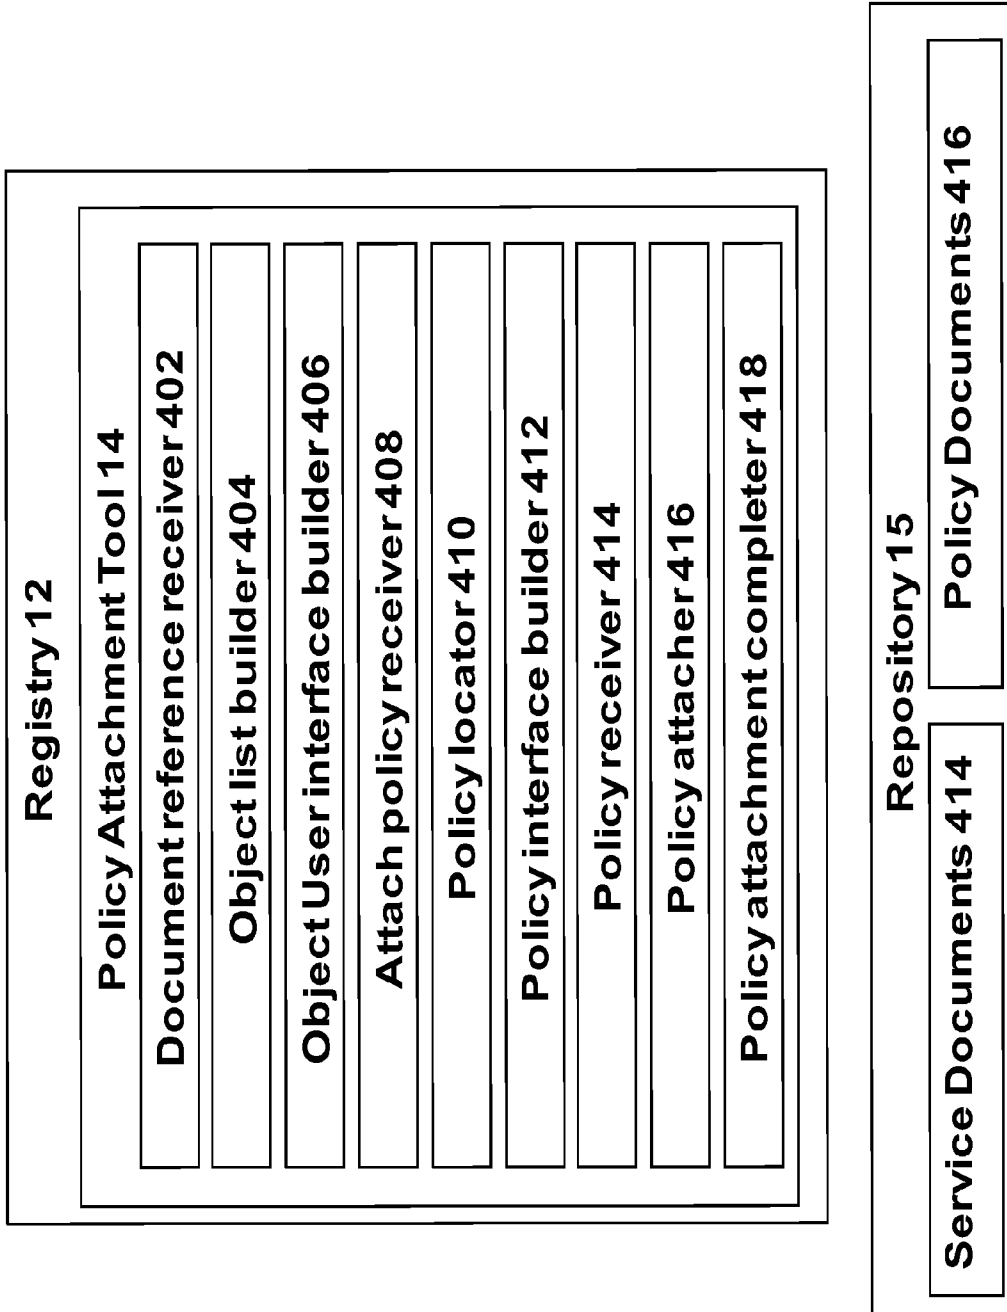 Registry 12
Policy Attachment Tool 14
Document reference receiver 402
Object list builder 404
Object User interface builder 406
Attach policy receiver 408
Policy locator 410
Policy interface builder 412
Policy receiver 414
Policy attacher 416
Policy attachment completer 418
Repository 15
Service Documents 414
Policy Documents 416